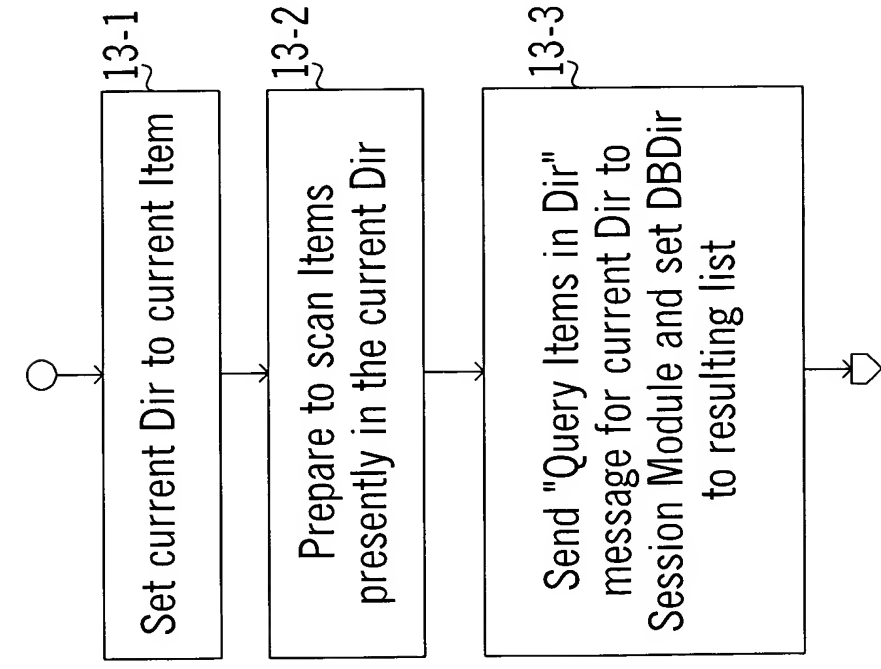 13-1
Set current Dir to current Item
13-2
Prepare to scan Items
presently in the current Dir
13-3
Send "Query Items in Dir"
message for current Dir to
Session Module and set DBDir
to resulting list